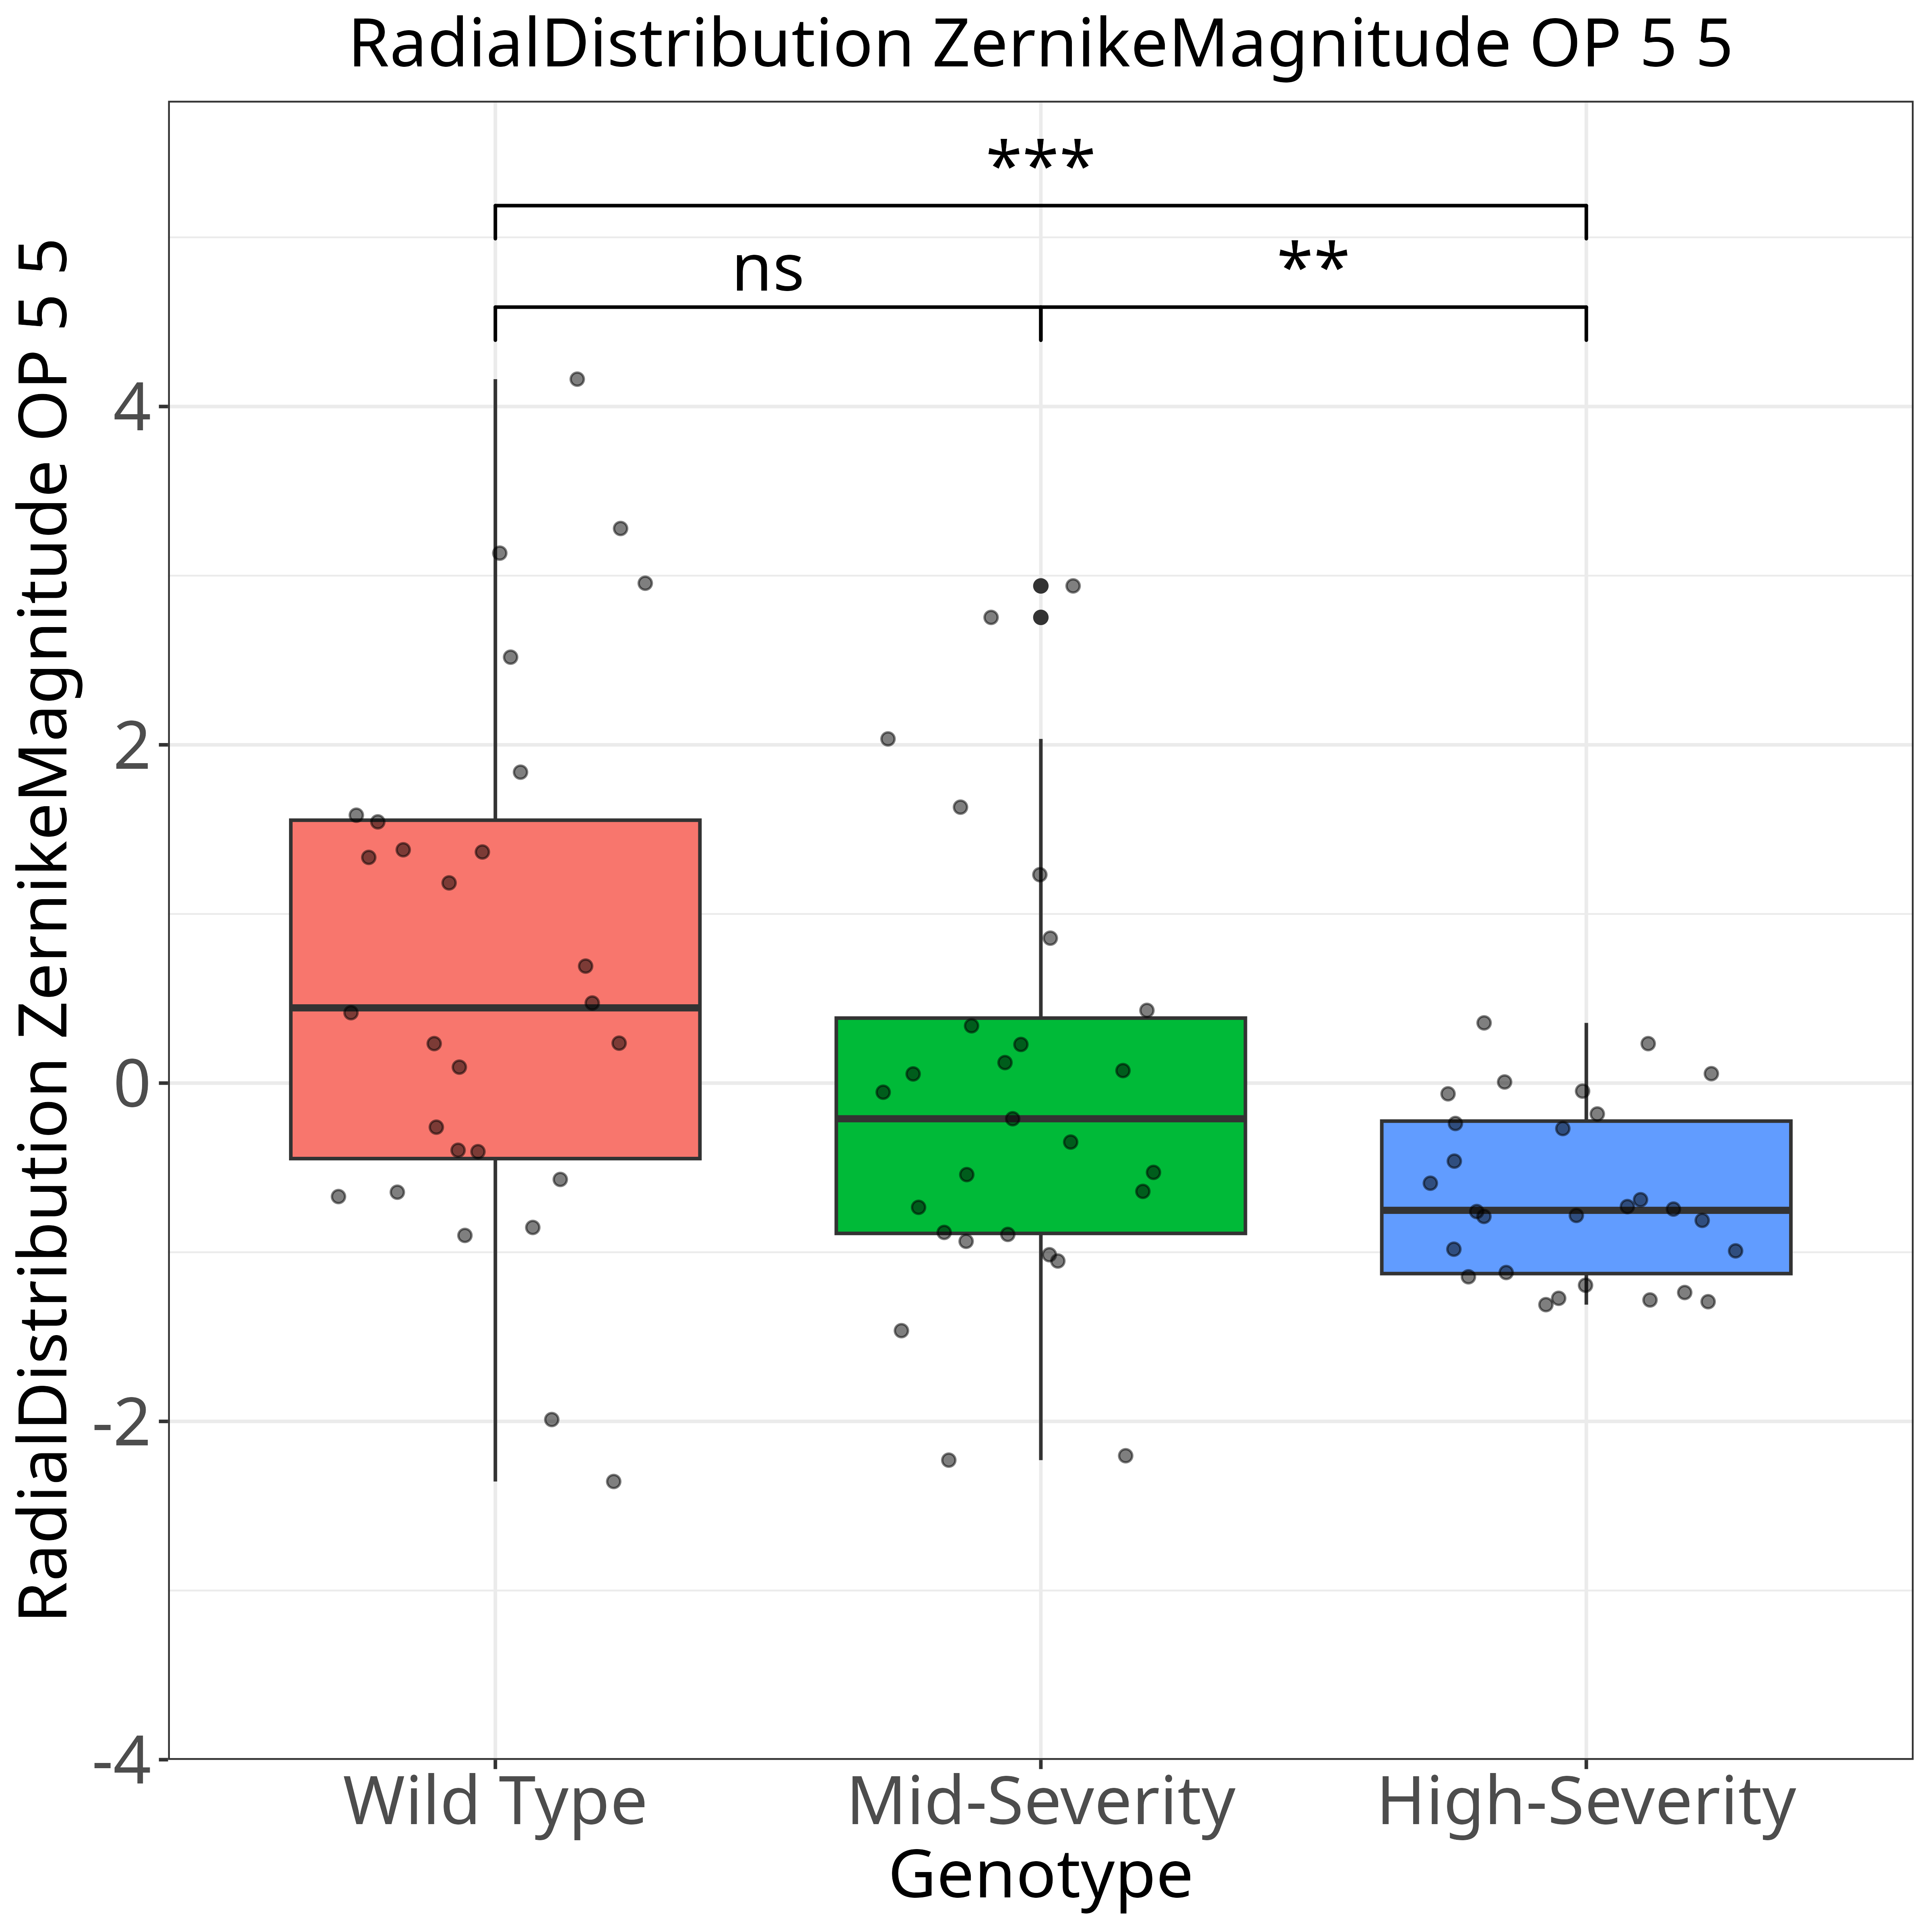 RadialDistribution ZernikeMagnitude OP 5 5
***
ns
**
RadialDistribution ZernikeMagnitude OP 5 5
4
2
0
-2
-4
Wild Type
Mid-Severity
High-Severity
Genotype